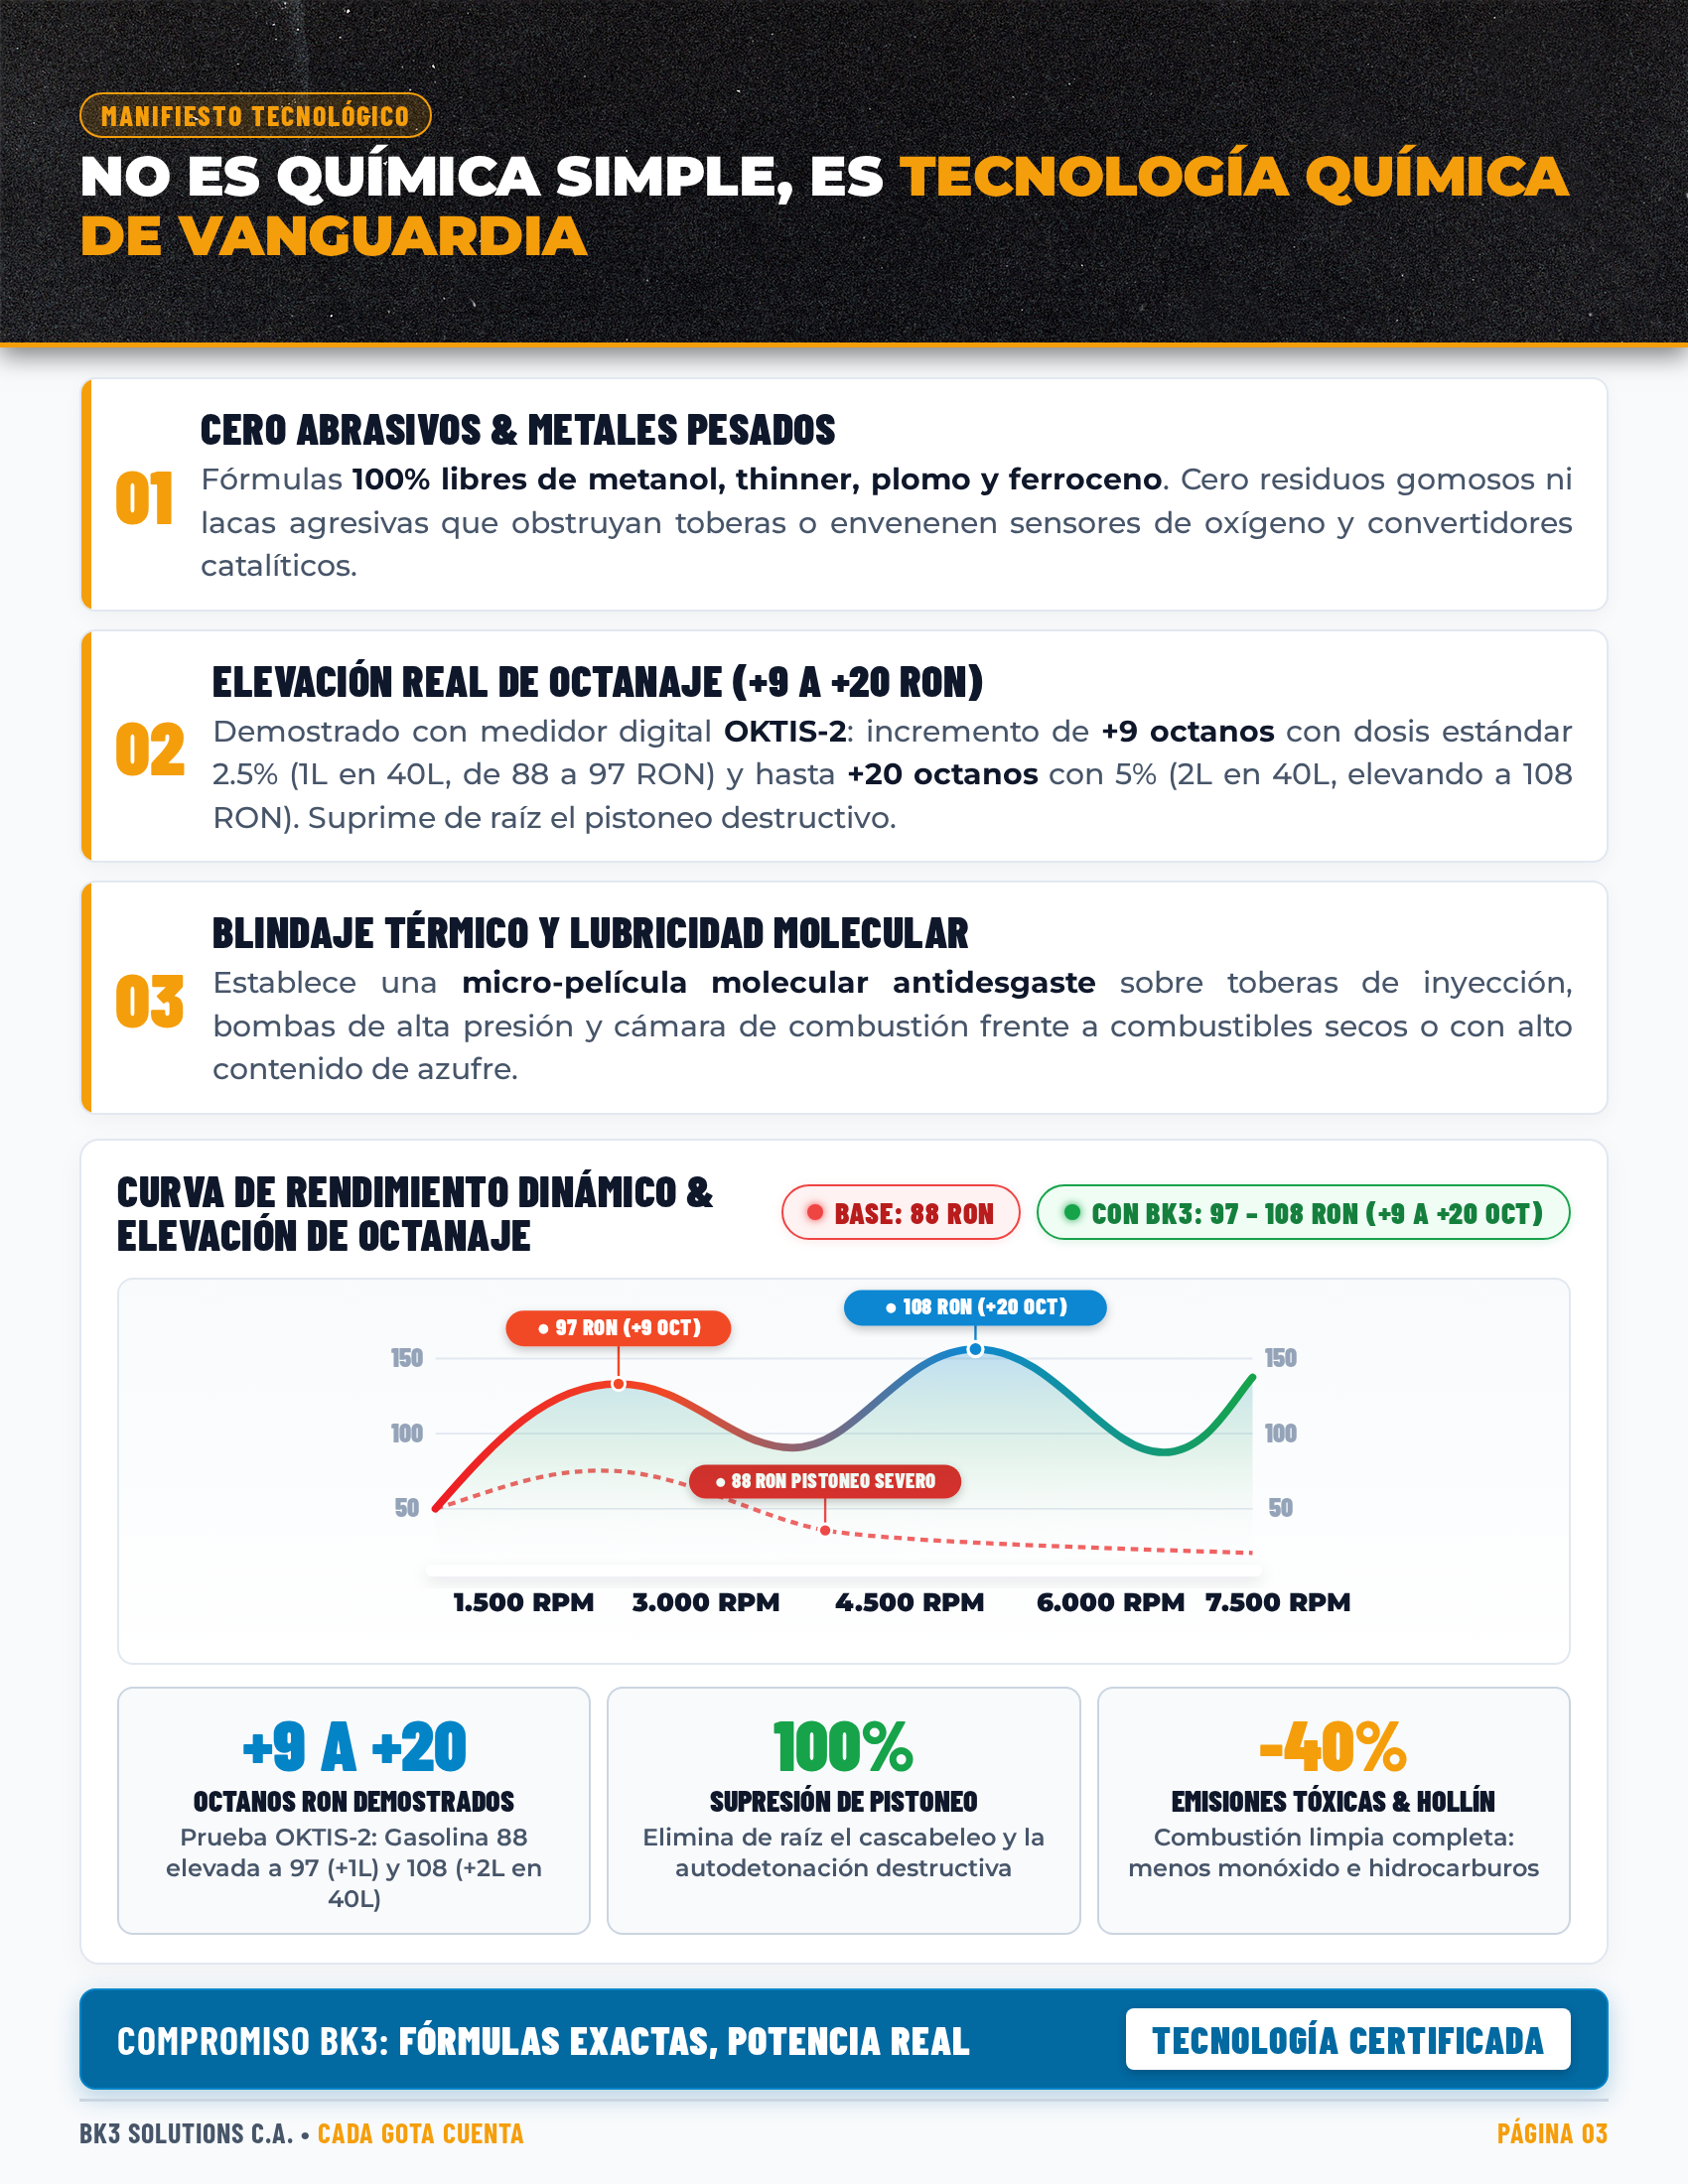 MANIFIESTO TECNOLÓGICO
NO ES QUÍMICA SIMPLE, ES TECNOLOGÍA QUÍMICA
DE VANGUARDIA
CERO ABRASIVOS & METALES PESADOS
01
Fórmulas 100% libres de metanol, thinner, plomo y ferroceno. Cero residuos gomosos ni
lacas agresivas que obstruyan toberas o envenenen sensores de oxígeno y convertidores
catalíticos.
ELEVACIÓN REAL DE OCTANAJE (+9 A +20 RON)
02
Demostrado con medidor digital OKTIS-2: incremento de +9 octanos con dosis estándar
2.5% (1L en 40L, de 88 a 97 RON) y hasta +20 octanos con 5% (2L en 40L, elevando a 108
RON). Suprime de raíz el pistoneo destructivo.
BLINDAJE TÉRMICO Y LUBRICIDAD MOLECULAR
03
Establece una micro-película molecular antidesgaste sobre toberas de inyección,
bombas de alta presión y cámara de combustión frente a combustibles secos o con alto
contenido de azufre.
CURVA DE RENDIMIENTO DINÁMICO &
ELEVACIÓN DE OCTANAJE
BASE: 88 RON
CON BK3: 97 – 108 RON (+9 A +20 OCT)
● 108 RON (+20 OCT)
● 97 RON (+9 OCT)
150 150
100 100
● 88 RON PISTONEO SEVERO
50 50
1.500 RPM 3.000 RPM 4.500 RPM 6.000 RPM 7.500 RPM
+9 A +20
OCTANOS RON DEMOSTRADOS
Prueba OKTIS-2: Gasolina 88
elevada a 97 (+1L) y 108 (+2L en
40L)
100%
SUPRESIÓN DE PISTONEO
Elimina de raíz el cascabeleo y la
autodetonación destructiva
-40%
EMISIONES TÓXICAS & HOLLÍN
Combustión limpia completa:
menos monóxido e hidrocarburos
COMPROMISO BK3: FÓRMULAS EXACTAS, POTENCIA REAL
TECNOLOGÍA CERTIFICADA
BK3 SOLUTIONS C.A. • CADA GOTA CUENTA
PÁGINA 03